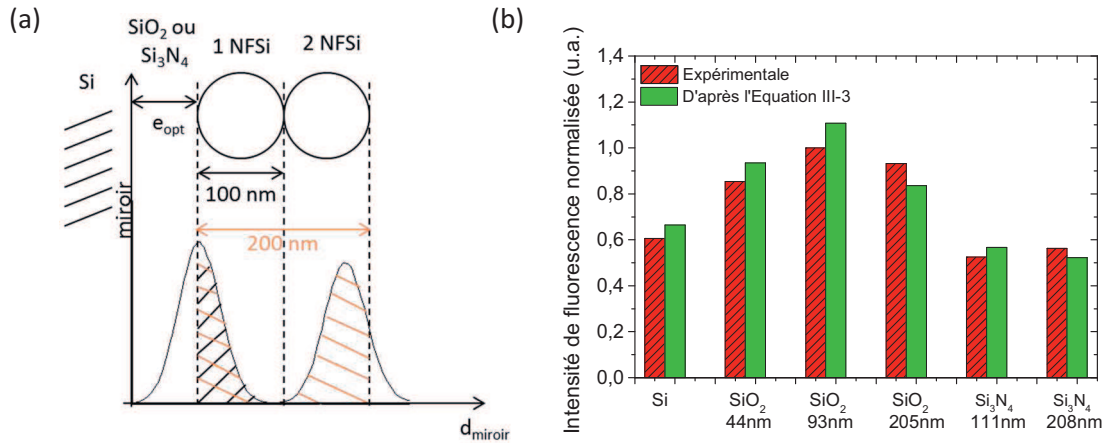 (a)
SiO2 ou
Si3N4
1 NFSi
2 NFSi
Si
eopt
100 nm
miroir
200 nm
dmiroir
(b)
Intensité de fluorescence normalisée (u.a.)
1,4
1,2
1,0
0,8
0,6
0,4
0,2
0,0
Expérimentale
D'après l'Equation III-3
Si
SiO2
44nm
SiO2
93nm
SiO2
205nm
Si3N4
111nm
Si3N4
208nm